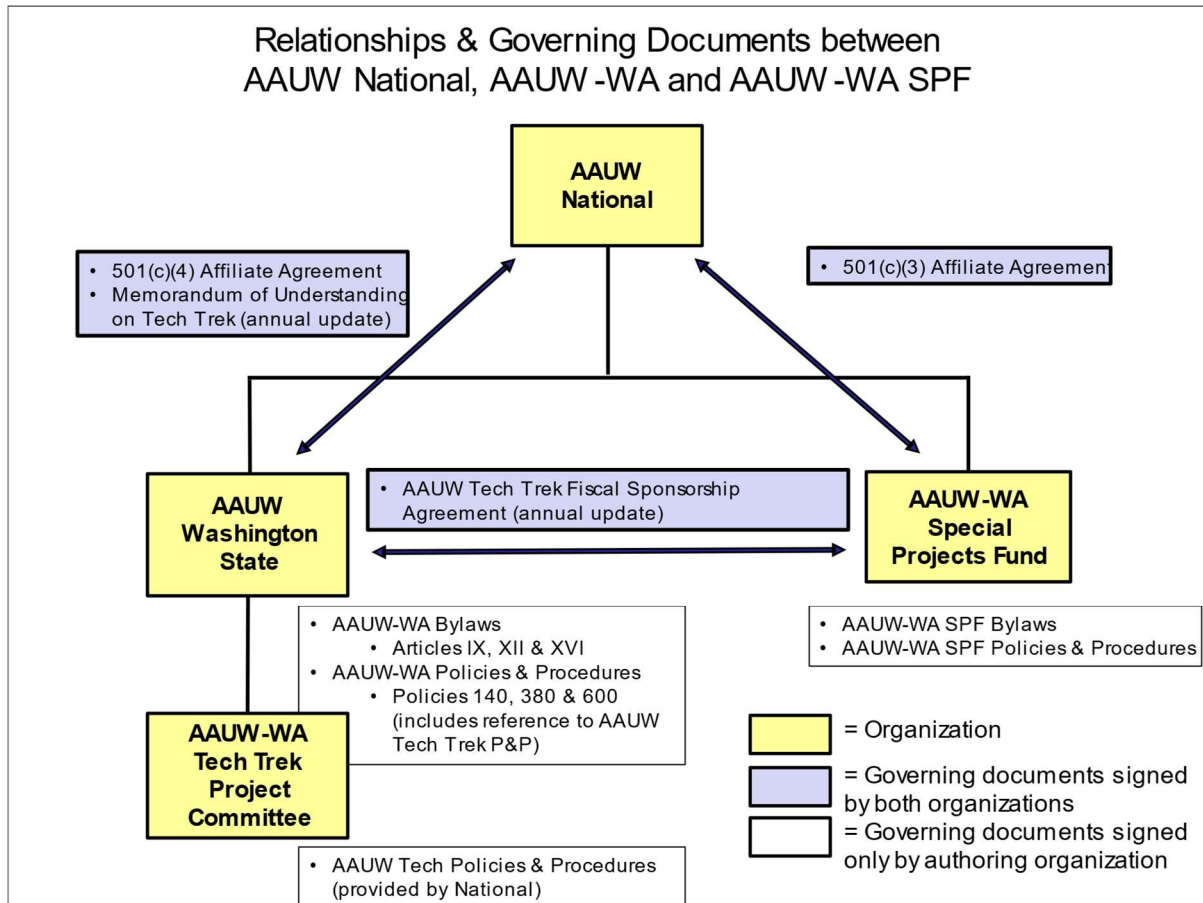 Relationships & Governing Documents between
AAUW National, AAUW -WA and AAUW -WA SPF
AAUW
National
• 501(c)(4) Affiliate Agreement
• Memorandum of Understanding
on Tech Trek (annual update)
• 501(c)(3) Affiliate Agreement
AAUW
Washington
State
• AAUW Tech Trek Fiscal Sponsorship
Agreement (annual update)
AAUW-WA
Special
Projects Fund
• AAUW-WA Bylaws
• Articles IX, XII & XVI
• AAUW-WA Policies & Procedures
• Policies 140, 380 & 600
(includes reference to AAUW
Tech Trek P&P)
• AAUW-WA SPF Bylaws
• AAUW-WA SPF Policies & Procedures
AAUW-WA
Tech Trek
Project
Committee
• AAUW Tech Policies & Procedures
(provided by National)
= Organization
= Governing documents signed
by both organizations
= Governing documents signed
only by authoring organization